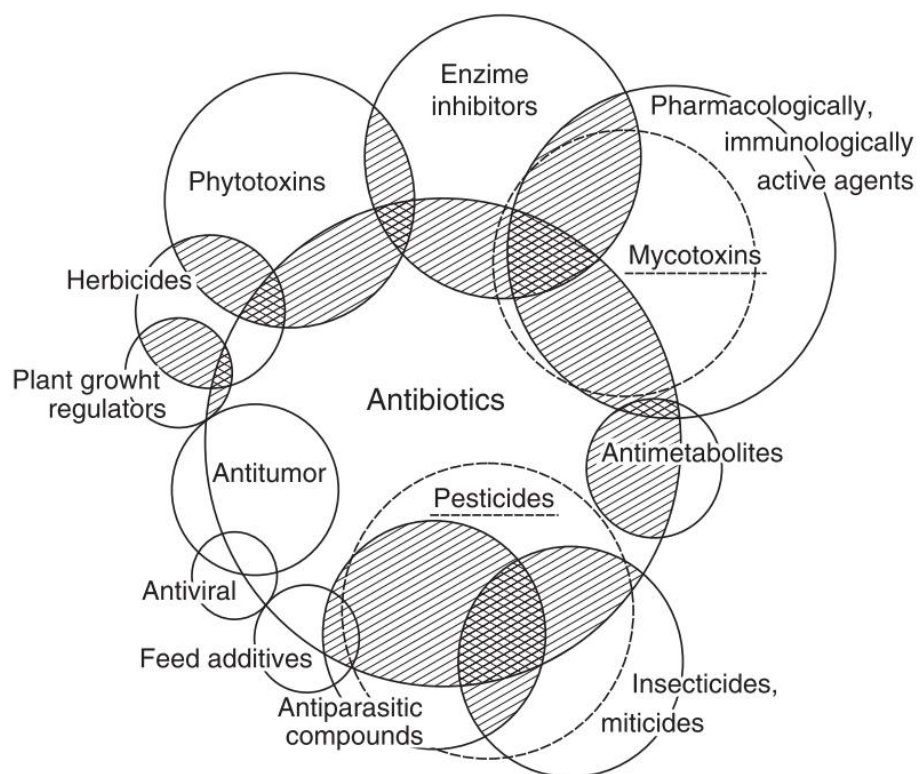 Enzime
inhibitors
Pharmacologically,
immunologically
active agents
Phytotoxins
Mycotoxins
Herbicides
Plant growht
regulators
Antibiotics
Antimetabolites
Antitumor
Pesticides
Antiviral
Feed additives
Antiparasitic
compounds
Insecticides,
miticides